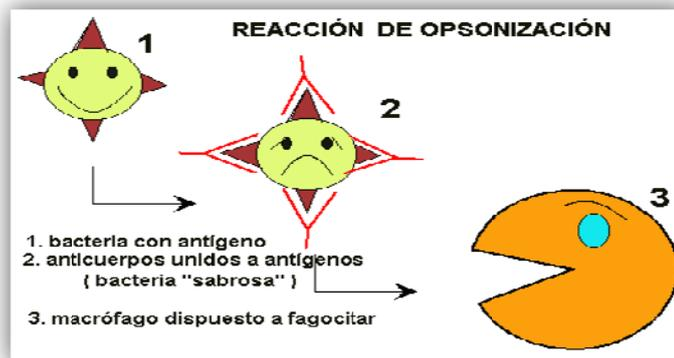 REACCIÓN DE OPSONIZACIÓN
1
2
3
1. bacteria con antígeno
2. anticuerpos unidos a antígenos
( bacteria "sabrosa" )
3. macrófago dispuesto a fagocitar